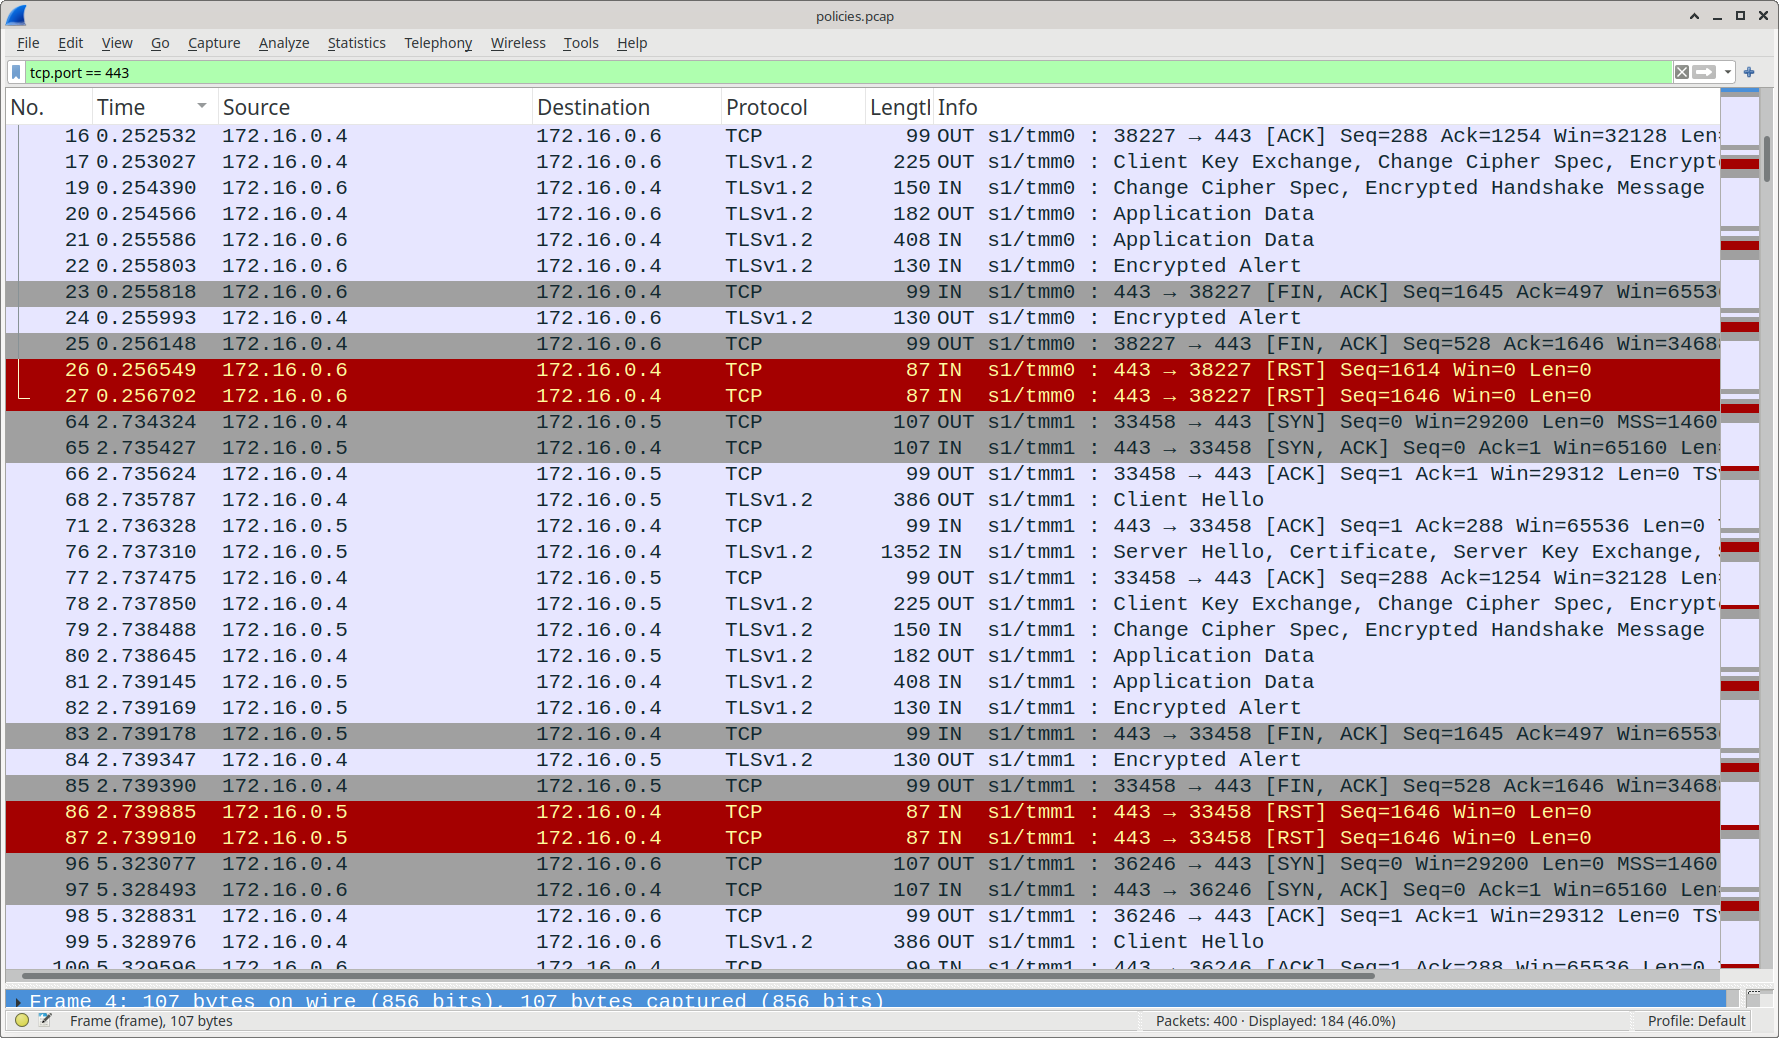 policies.pcap
File Edit View Go Capture Analyze Statistics Telephony Wireless Tools Help
tcp.port == 443
No. Time Source Destination Protocol Lengtl Info
16 0.252532 172.16.0.4 172.16.0.6 TCP 99 OUT s1/tmm0 : 38227 → 443 [ACK] Seq=288 Ack=1254 Win=32128 Len
17 0.253027 172.16.0.4 172.16.0.6 TLSv1.2 225 OUT s1/tmm0 : Client Key Exchange, Change Cipher Spec, Encrypt
19 0.254390 172.16.0.6 172.16.0.4 TLSv1.2 150 IN s1/tmm0 : Change Cipher Spec, Encrypted Handshake Message
20 0.254566 172.16.0.4 172.16.0.6 TLSv1.2 182 OUT s1/tmm0 : Application Data
21 0.255586 172.16.0.6 172.16.0.4 TLSv1.2 408 IN s1/tmm0 : Application Data
22 0.255803 172.16.0.6 172.16.0.4 TLSv1.2 130 IN s1/tmm0 : Encrypted Alert
23 0.255818 172.16.0.6 172.16.0.4 TCP 99 IN s1/tmm0 : 443 → 38227 [FIN, ACK] Seq=1645 Ack=497 Win=6553
24 0.255993 172.16.0.4 172.16.0.6 TLSv1.2 130 OUT s1/tmm0 : Encrypted Alert
25 0.256148 172.16.0.4 172.16.0.6 TCP 99 OUT s1/tmm0 : 38227 → 443 [FIN, ACK] Seq=528 Ack=1646 Win=3468
26 0.256549 172.16.0.6 172.16.0.4 TCP 87 IN s1/tmm0 : 443 → 38227 [RST] Seq=1614 Win=0 Len=0
27 0.256702 172.16.0.6 172.16.0.4 TCP 87 IN s1/tmm0 : 443 → 38227 [RST] Seq=1646 Win=0 Len=0
64 2.734324 172.16.0.4 172.16.0.5 TCP 107 OUT s1/tmm1 : 33458 → 443 [SYN] Seq=0 Win=29200 Len=0 MSS=1460
65 2.735427 172.16.0.5 172.16.0.4 TCP 107 IN s1/tmm1 : 443 → 33458 [SYN, ACK] Seq=0 Ack=1 Win=65160 Len
66 2.735624 172.16.0.4 172.16.0.5 TCP 99 OUT s1/tmm1 : 33458 → 443 [ACK] Seq=1 Ack=1 Win=29312 Len=0 TS
68 2.735787 172.16.0.4 172.16.0.5 TLSv1.2 386 OUT s1/tmm1 : Client Hello
71 2.736328 172.16.0.5 172.16.0.4 TCP 99 IN s1/tmm1 : 443 → 33458 [ACK] Seq=1 Ack=288 Win=65536 Len=0
76 2.737310 172.16.0.5 172.16.0.4 TLSv1.2 1352 IN s1/tmm1 : Server Hello, Certificate, Server Key Exchange,
77 2.737475 172.16.0.4 172.16.0.5 TCP 99 OUT s1/tmm1 : 33458 → 443 [ACK] Seq=288 Ack=1254 Win=32128 Len
78 2.737850 172.16.0.4 172.16.0.5 TLSv1.2 225 OUT s1/tmm1 : Client Key Exchange, Change Cipher Spec, Encrypt
79 2.738488 172.16.0.5 172.16.0.4 TLSv1.2 150 IN s1/tmm1 : Change Cipher Spec, Encrypted Handshake Message
80 2.738645 172.16.0.4 172.16.0.5 TLSv1.2 182 OUT s1/tmm1 : Application Data
81 2.739145 172.16.0.5 172.16.0.4 TLSv1.2 408 IN s1/tmm1 : Application Data
82 2.739169 172.16.0.5 172.16.0.4 TLSv1.2 130 IN s1/tmm1 : Encrypted Alert
83 2.739178 172.16.0.5 172.16.0.4 TCP 99 IN s1/tmm1 : 443 → 33458 [FIN, ACK] Seq=1645 Ack=497 Win=6553
84 2.739347 172.16.0.4 172.16.0.5 TLSv1.2 130 OUT s1/tmm1 : Encrypted Alert
85 2.739390 172.16.0.4 172.16.0.5 TCP 99 OUT s1/tmm1 : 33458 → 443 [FIN, ACK] Seq=528 Ack=1646 Win=3468
86 2.739885 172.16.0.5 172.16.0.4 TCP 87 IN s1/tmm1 : 443 → 33458 [RST] Seq=1646 Win=0 Len=0
87 2.739910 172.16.0.5 172.16.0.4 TCP 87 IN s1/tmm1 : 443 → 33458 [RST] Seq=1646 Win=0 Len=0
96 5.323077 172.16.0.4 172.16.0.6 TCP 107 OUT s1/tmm1 : 36246 → 443 [SYN] Seq=0 Win=29200 Len=0 MSS=1460
97 5.328493 172.16.0.6 172.16.0.4 TCP 107 IN s1/tmm1 : 443 → 36246 [SYN, ACK] Seq=0 Ack=1 Win=65160 Len
98 5.328831 172.16.0.4 172.16.0.6 TCP 99 OUT s1/tmm1 : 36246 → 443 [ACK] Seq=1 Ack=1 Win=29312 Len=0 TS
99 5.328976 172.16.0.4 172.16.0.6 TLSv1.2 386 OUT s1/tmm1 : Client Hello
100 5.329596 172.16.0.6 172.16.0.4 TCP 99 IN s1/tmm1 : 443 → 36246 [ACK] Seq=1 Ack=288 Win=65536 Len=0
Frame 4: 107 bytes on wire (856 bits), 107 bytes captured (856 bits)
Frame (frame), 107 bytes Packets: 400 · Displayed: 184 (46.0%) Profile: Default